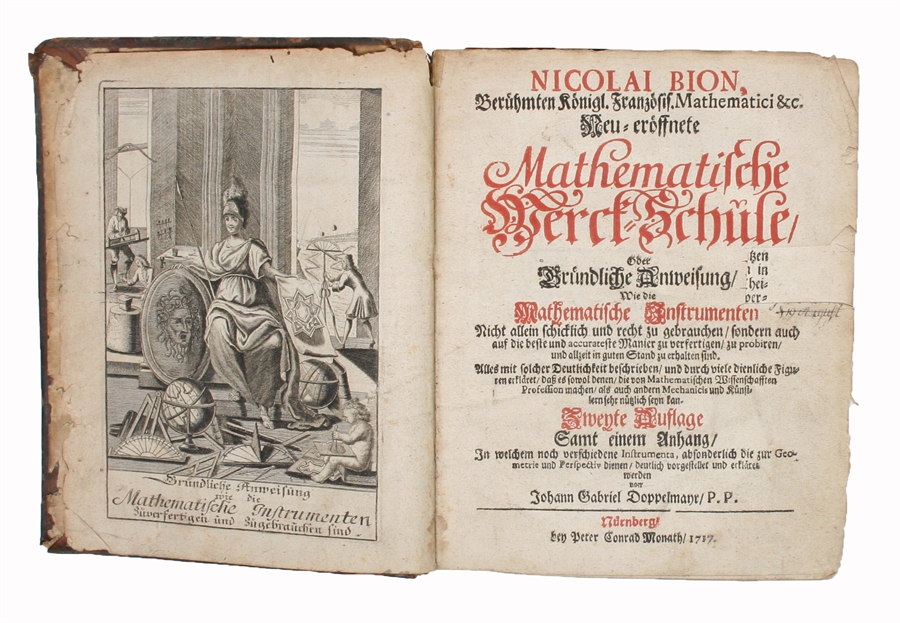 Gründliche Anweisung
wie die
Mathematische Instrumenten
Zuverfertigen und Zugebrauchen sind.
NICOLAI BION,
Berühmten Königl. Französis. Mathematici &c.
Neu-eröffnete
Mathematische
Werck-Schule/
Oder
Gründliche Anweisung/
Wie die
Mathematische Instrumenten
Nicht allein schicklich und recht zu gebrauchen/ sondern auch
auf die beste und accurateste Manier zu verfertigen/ zu probiren/
und allzeit in guten Stand zu erhalten sind.
Alles mit solcher Deutlichkeit beschrieben/ und durch viele dienliche Figu-
ren erkläret/ daß es sowol denen/ die von Mathematischen Wissenschafften
Profession machen/ als auch andern Mechanicis und Künst-
lern sehr nützlich seyn kan.
Zweyte Auflage
Samt einem Anhang/
In welchem noch verschiedene Instrumenta, absonderlich die zur Geo-
metrie und Perspectiv dienen/ deutlich vorgestellet und erkläret
werden
von
Johann Gabriel Doppelmayr/ P. P.
Nürnberg/
bey Peter Conrad Monath/ 1717.
tzen
in
hei-
ver-